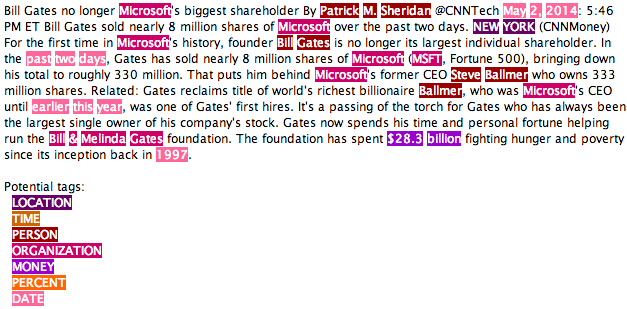 Bill Gates no longer Microsoft's biggest shareholder By Patrick M. Sheridan @CNNTech May 2, 2014: 5:46
PM ET Bill Gates sold nearly 8 million shares of Microsoft over the past two days. NEW YORK (CNNMoney)
For the first time in Microsoft's history, founder Bill Gates is no longer its largest individual shareholder. In
the past two days, Gates has sold nearly 8 million shares of Microsoft (MSFT, Fortune 500), bringing down
his total to roughly 330 million. That puts him behind Microsoft's former CEO Steve Ballmer who owns 333
million shares. Related: Gates reclaims title of world's richest billionaire Ballmer, who was Microsoft's CEO
until earlier this year, was one of Gates' first hires. It's a passing of the torch for Gates who has always been
the largest single owner of his company's stock. Gates now spends his time and personal fortune helping
run the Bill & Melinda Gates foundation. The foundation has spent $28.3 billion fighting hunger and poverty
since its inception back in 1997.
Potential tags:
LOCATION
TIME
PERSON
ORGANIZATION
MONEY
PERCENT
DATE